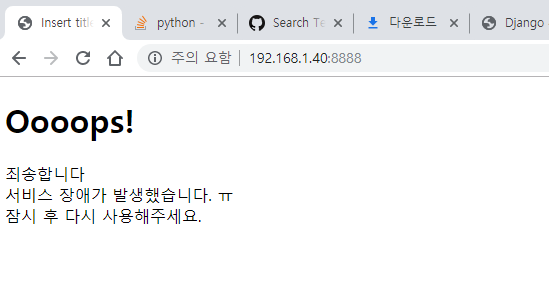 Insert title
python -
Search Te
다운로드
Django
주의 요함
192.168.1.40:8888
Oooops!
죄송합니다
서비스 장애가 발생했습니다. ㅠ
잠시 후 다시 사용해주세요.